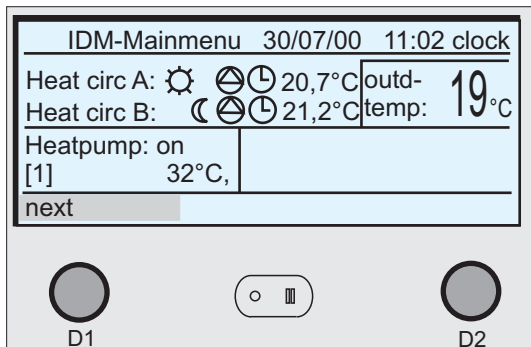 IDM-Mainmenu 30/07/00 11:02 clock
Heat circ A: 20,7°C
Heat circ B: 21,2°C
outd-
temp: 19°C
Heatpump: on
[1] 32°C,
next
D1
D2